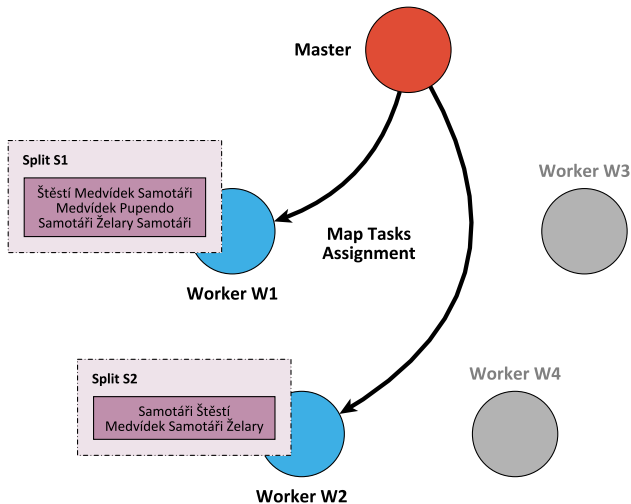 Master
Split S1
Štěstí Medvídek Samotáři
Medvídek Pupendo
Samotáři Želary Samotáři
Worker W3
Map Tasks
Assignment
Worker W1
Split S2
Samotáři Štěstí
Medvídek Samotáři Želary
Worker W4
Worker W2